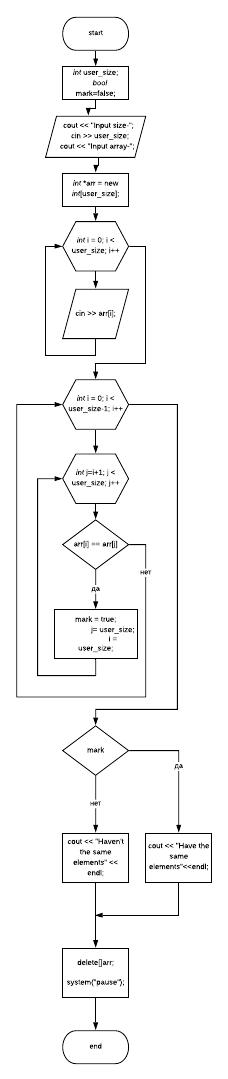 start
int user_size;
bool
mark=false;
cout << "Input size-";
cin >> user_size;
cout << "Input array-";
int *arr = new
int[user_size];
int i = 0; i <
user_size; i++
cin >> arr[i];
int i = 0; i <
user_size-1; i++
int j=i+1; j <
user_size; j++
arr[i] == arr[j]
нет
да
mark = true;
j= user_size;
i =
user_size;
mark
да
нет
cout << "Haven't
the same
elements" <<
endl;
cout << "Have the
same
elements"<<endl;
delete[]arr;
system("pause");
end